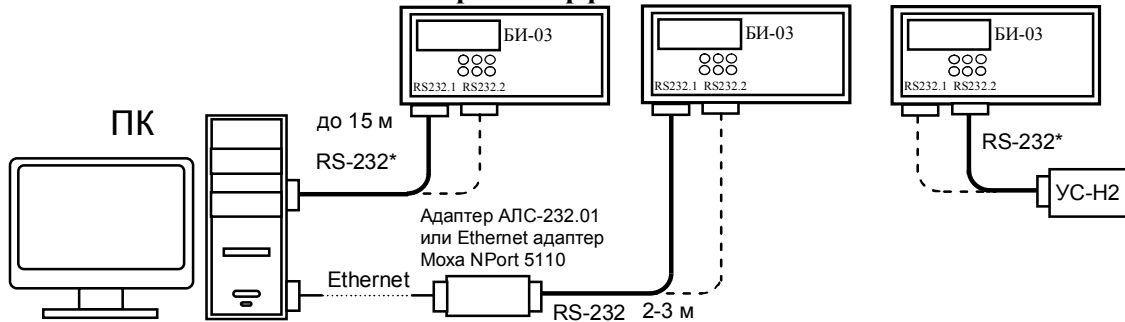 БИ-03
RS232.1 RS232.2
БИ-03
RS232.1 RS232.2
БИ-03
RS232.1 RS232.2
ПК
до 15 м
RS-232*
RS-232*
УС-Н2
Адаптер АЛС-232.01
или Ethernet адаптер
Моха NPort 5110
Ethernet
RS-232 2-3 м